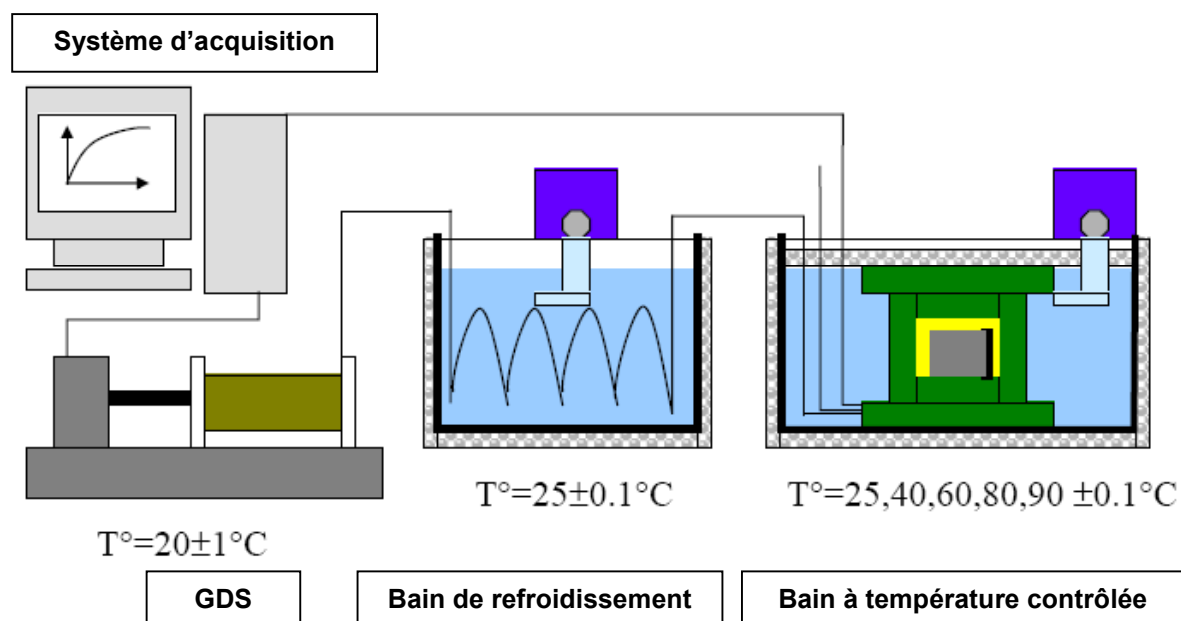 Système d'acquisition
T°=25±0.1°C
T°=25,40,60,80,90 ±0.1°C
T°=20±1°C
GDS
Bain de refroidissement
Bain à température contrôlée